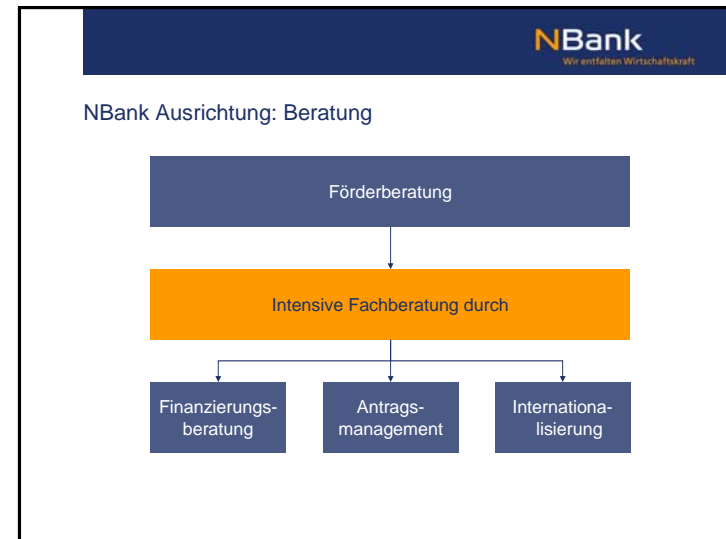 NBank
Wir entfalten Wirtschaftskraft
NBank Ausrichtung: Beratung
Förderberatung
Intensive Fachberatung durch
Finanzierungs-
beratung
Antrags-
management
Internationa-
lisierung